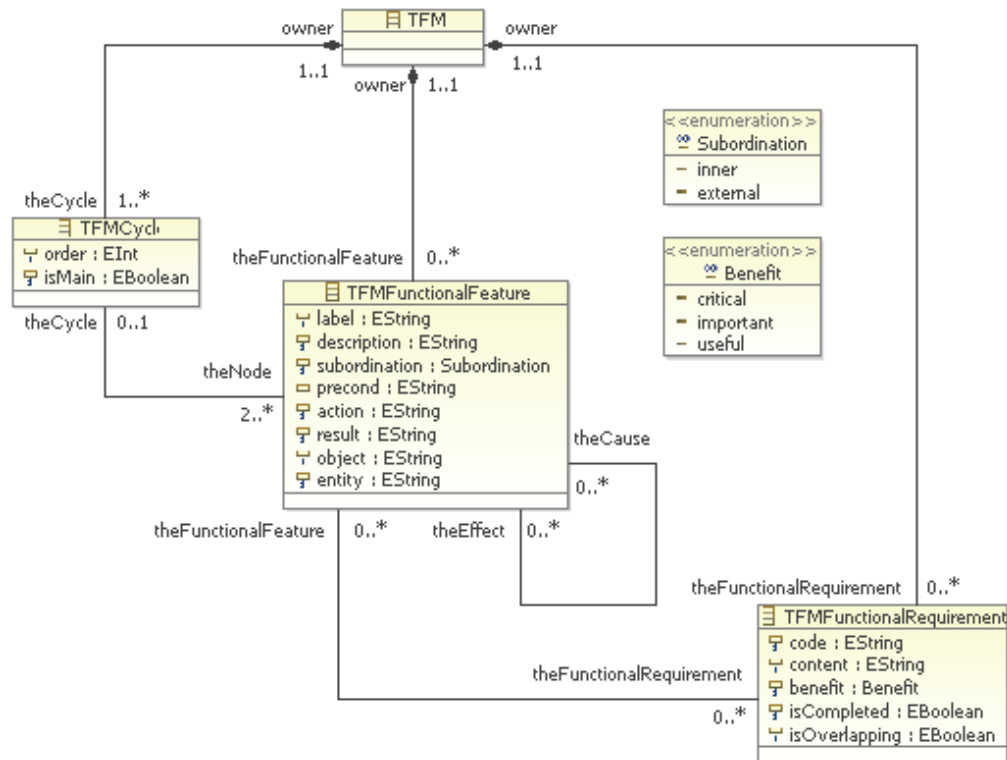 TFM
owner
owner
1..1
owner
1..1
1..1
<<enumeration>>
Subordination
inner
external
theCycle
1..*
TFMCycle
order : EInt
isMain : EBoolean
theFunctionalFeature
0..*
<<enumeration>>
Benefit
critical
important
useful
TFMFunctionalFeature
label : EString
description : EString
subordination : Subordination
precond : EString
action : EString
result : EString
object : EString
entity : EString
theCycle
0..1
theNode
2..*
theCause
0..*
theFunctionalFeature
0..*
theEffect
0..*
theFunctionalRequirement
0..*
TFMFunctionalRequirement
code : EString
content : EString
benefit : Benefit
isCompleted : EBoolean
isOverlapping : EBoolean
theFunctionalRequirement
0..*